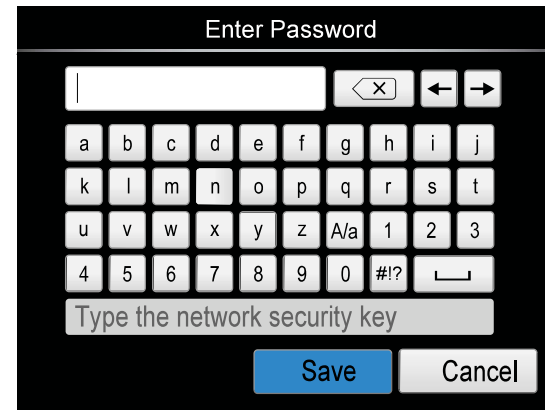 Enter Password
a b c d e f g h i j
k l m n o p q r s t
u v w x y z A/a 1 2 3
4 5 6 7 8 9 0 #!?
Type the network security key
Save Cancel